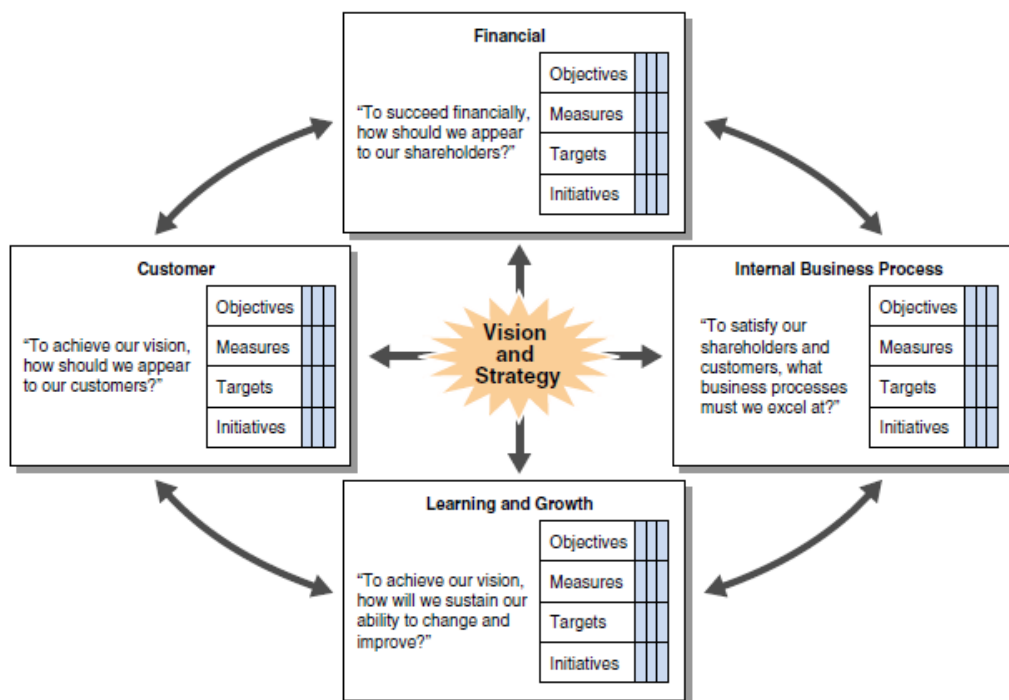 Financial
“To succeed financially,
how should we appear
to our shareholders?”
Objectives
Measures
Targets
Initiatives
Customer
“To achieve our vision,
how should we appear
to our customers?”
Objectives
Measures
Targets
Initiatives
Vision
and
Strategy
Internal Business Process
“To satisfy our
shareholders and
customers, what
business processes
must we excel at?”
Objectives
Measures
Targets
Initiatives
Learning and Growth
“To achieve our vision,
how will we sustain our
ability to change and
improve?”
Objectives
Measures
Targets
Initiatives